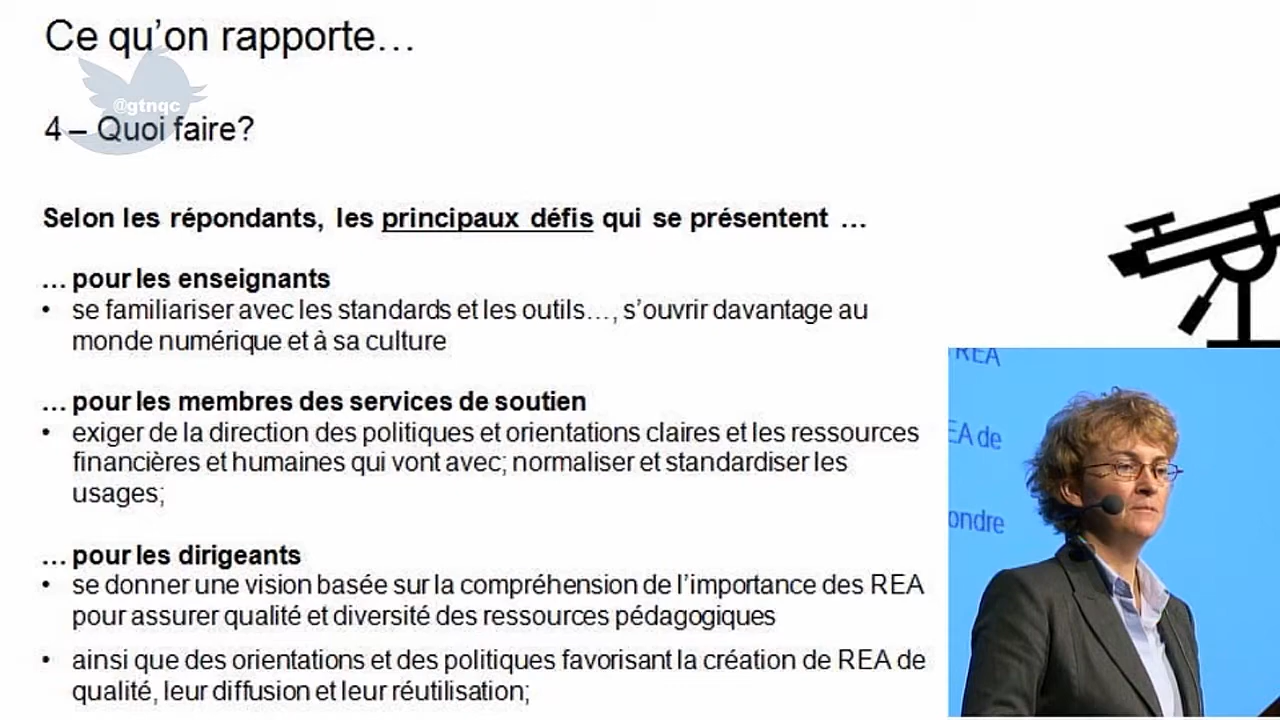 Ce qu'on rapporte...
@gtnqc
4 – Quoi faire?
Selon les répondants, les principaux défis qui se présentent ...
... pour les enseignants
• se familiariser avec les standards et les outils..., s'ouvrir davantage au
monde numérique et à sa culture
... pour les membres des services de soutien
• exiger de la direction des politiques et orientations claires et les ressources
financières et humaines qui vont avec; normaliser et standardiser les
usages;
... pour les dirigeants
• se donner une vision basée sur la compréhension de l'importance des REA
pour assurer qualité et diversité des ressources pédagogiques
• ainsi que des orientations et des politiques favorisant la création de REA de
qualité, leur diffusion et leur réutilisation;
REA
EA de
ondre